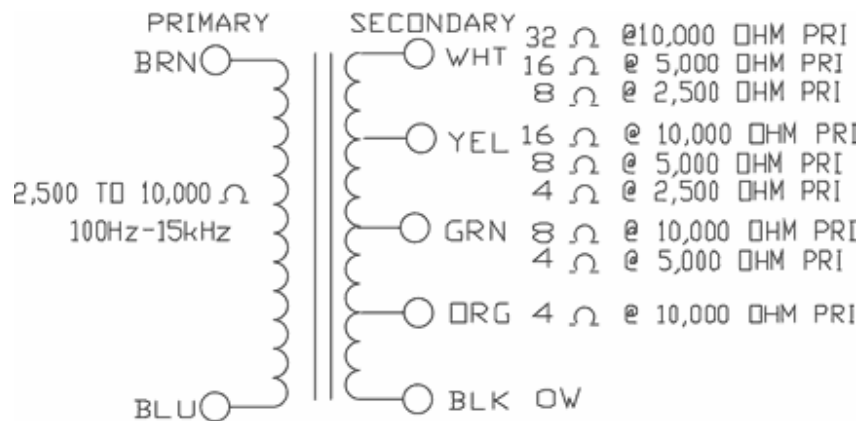 PRIMARY SECONDARY
BRN WHT 32 Ω @10,000 OHM PRI
16 Ω @ 5,000 OHM PRI
8 Ω @ 2,500 OHM PRI
YEL 16 Ω @ 10,000 OHM PRI
8 Ω @ 5,000 OHM PRI
4 Ω @ 2,500 OHM PRI
2,500 TO 10,000 Ω
100Hz-15kHz
GRN 8 Ω @ 10,000 OHM PRI
4 Ω @ 5,000 OHM PRI
ORG 4 Ω @ 10,000 OHM PRI
BLU BLK 0W